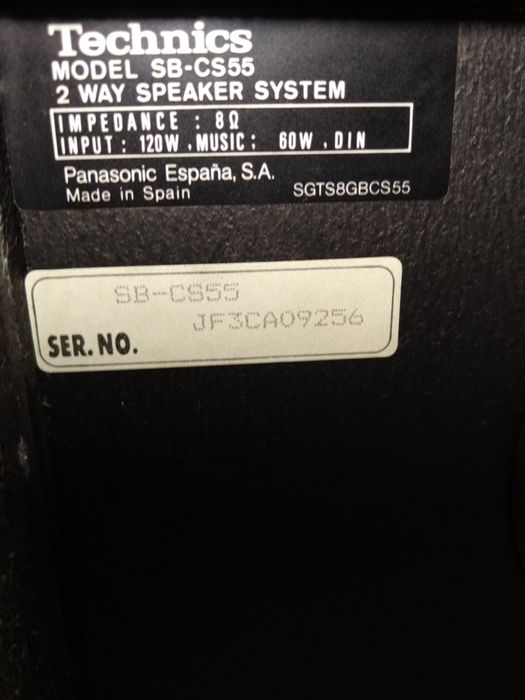 Technics
MODEL SB-CS55
2 WAY SPEAKER SYSTEM
IMPEDANCE : 8Ω
INPUT : 120W , MUSIC ; 60W , DIN
Panasonic España, S.A.
Made in Spain
SGTS8GBCS55
SB-CS55
JF3CA09256
SER. NO.